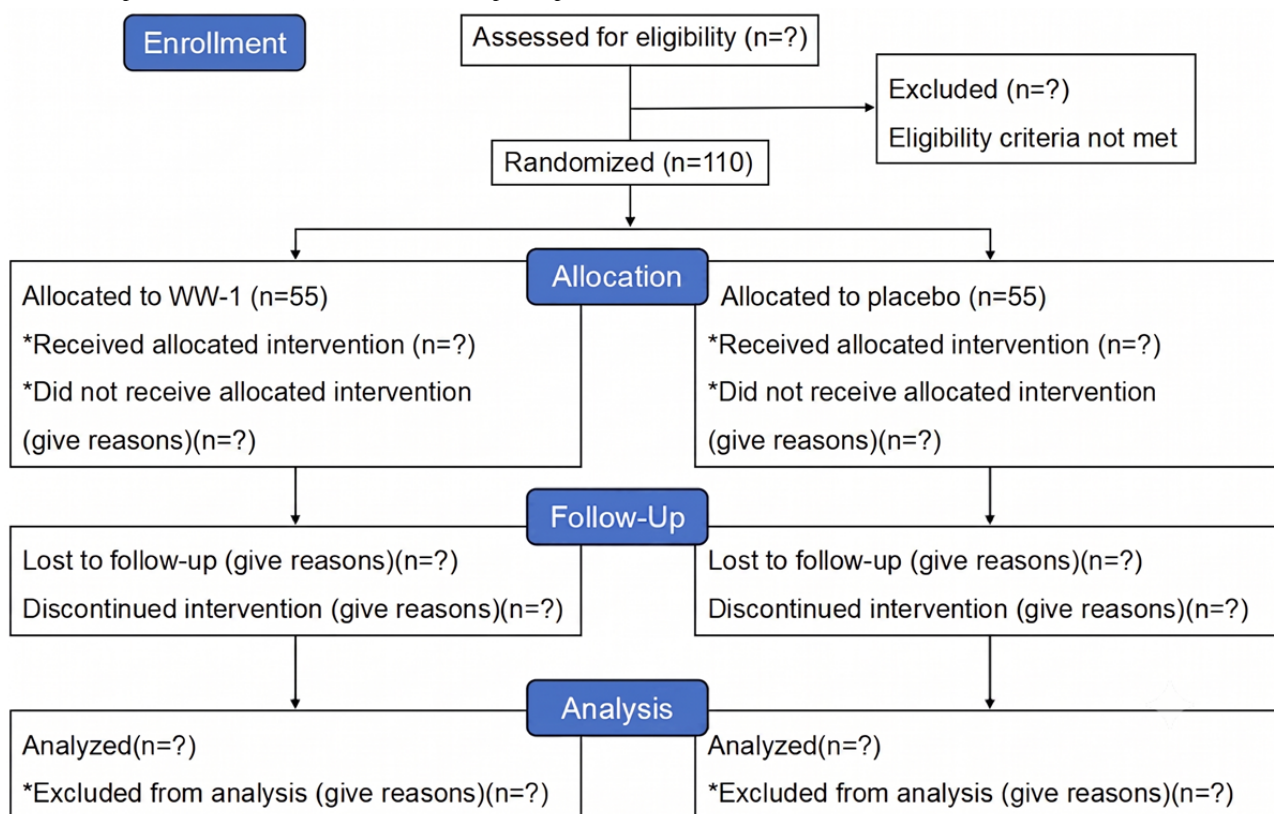 Enrollment
Assessed for eligibility (n=?)
Excluded (n=?)
Eligibility criteria not met
Randomized (n=110)
Allocation
Allocated to WW-1 (n=55)
*Received allocated intervention (n=?)
*Did not receive allocated intervention
(give reasons)(n=?)
Allocated to placebo (n=55)
*Received allocated intervention (n=?)
*Did not receive allocated intervention
(give reasons)(n=?)
Follow-Up
Lost to follow-up (give reasons)(n=?)
Discontinued intervention (give reasons)(n=?)
Lost to follow-up (give reasons)(n=?)
Discontinued intervention (give reasons)(n=?)
Analysis
Analyzed(n=?)
*Excluded from analysis (give reasons)(n=?)
Analyzed(n=?)
*Excluded from analysis (give reasons)(n=?)